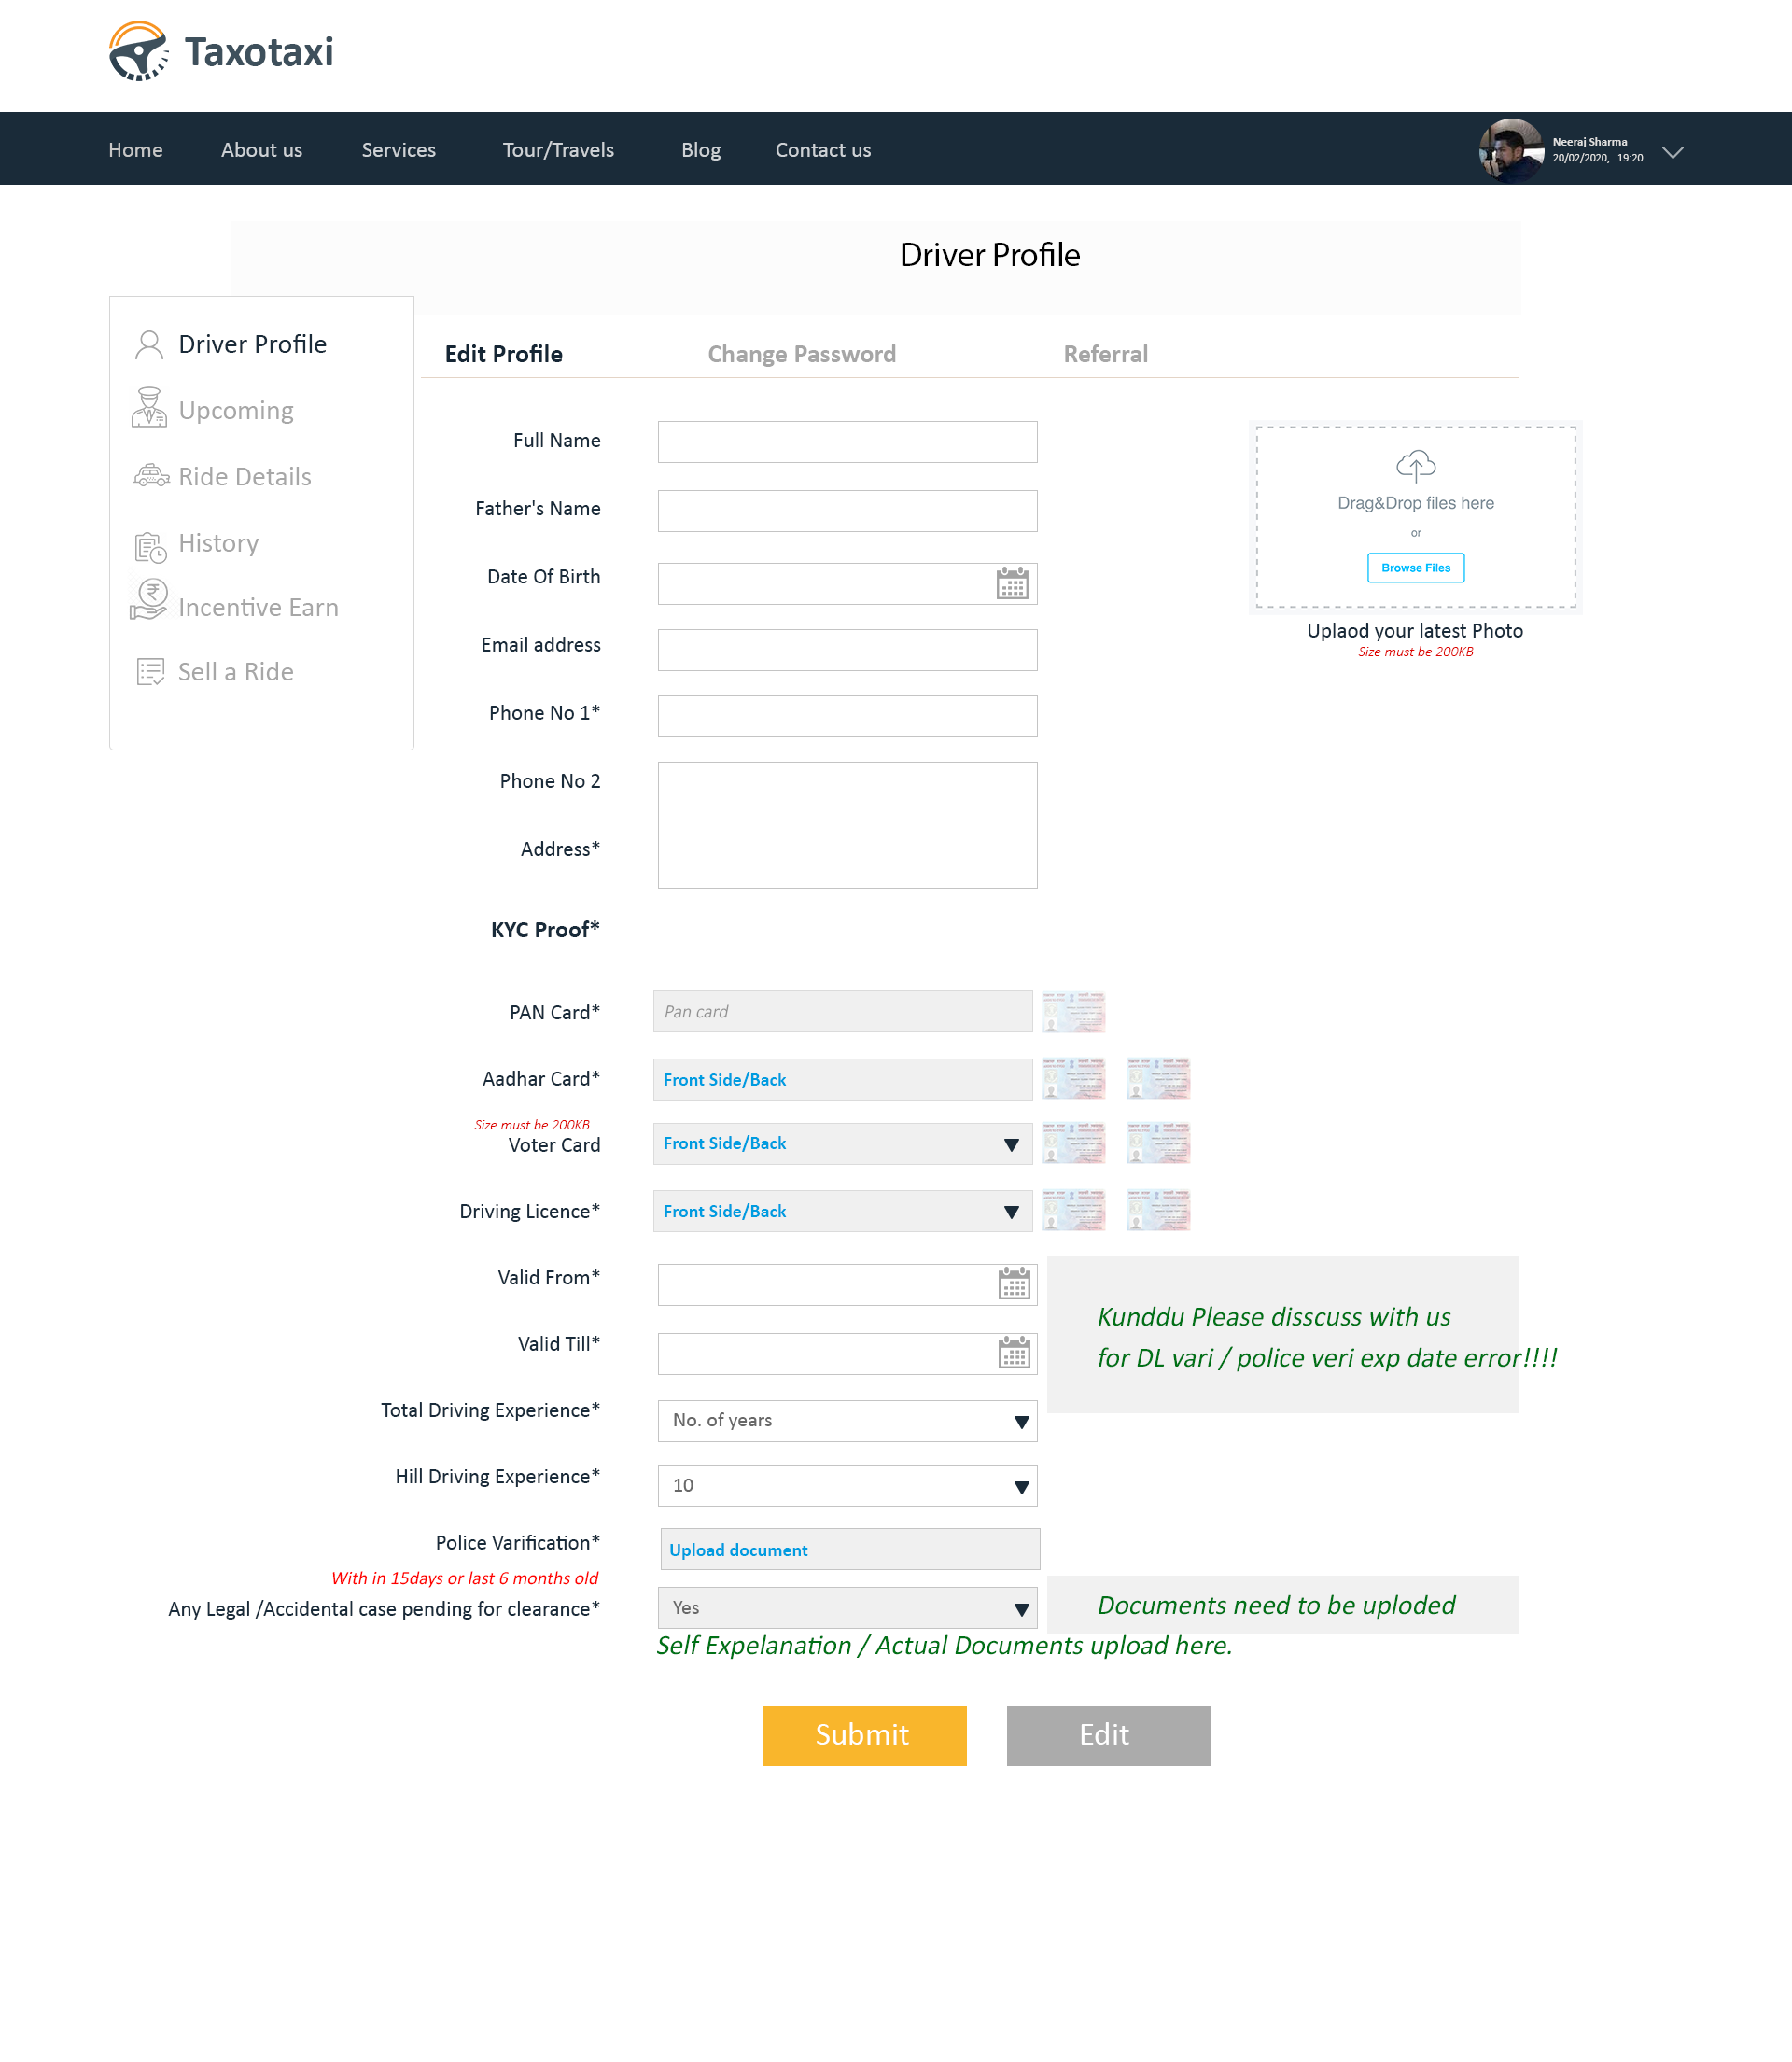 Taxotaxi
Home About us Services Tour/Travels Blog Contact us
Neeraj Sharma
20/02/2020, 19:20
Driver Profile
Driver Profile
Upcoming
Ride Details
History
Incentive Earn
Sell a Ride
Edit Profile Change Password Referral
Full Name
Father's Name
Date Of Birth
Email address
Phone No 1*
Phone No 2
Address*
Drag&Drop files here
or
Browse Files
Uplaod your latest Photo
Size must be 200KB
KYC Proof*
PAN Card* Pan card
Aadhar Card* Front Side/Back
Size must be 200KB
Voter Card Front Side/Back
Driving Licence* Front Side/Back
Valid From*
Valid Till*
Kunddu Please disscuss with us
for DL vari / police veri exp date error!!!!
Total Driving Experience* No. of years
Hill Driving Experience* 10
Police Varification* Upload document
With in 15days or last 6 months old
Any Legal /Accidental case pending for clearance* Yes
Documents need to be uploded
Self Expelanation / Actual Documents upload here.
Submit Edit